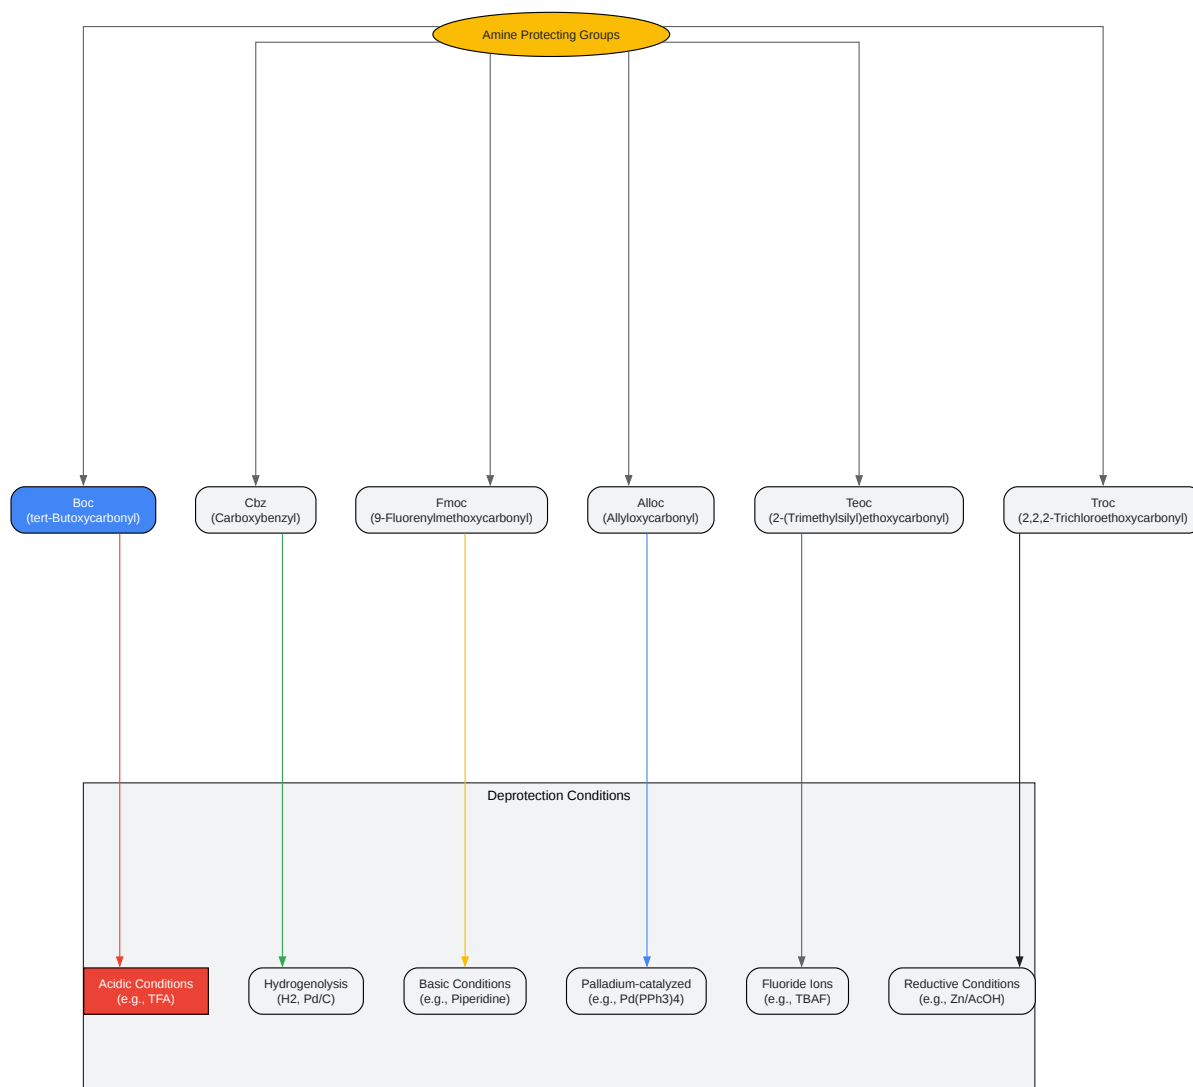 Amine Protecting Groups
Boc
(tert-Butoxycarbonyl)
Cbz
(Carboxybenzyl)
Fmoc
(9-Fluorenylmethoxycarbonyl)
Alloc
(Allyloxycarbonyl)
Teoc
(2-(Trimethylsilyl)ethoxycarbonyl)
Troc
(2,2,2-Trichloroethoxycarbonyl)
Deprotection Conditions
Acidic Conditions
(e.g., TFA)
Hydrogenolysis
(H2, Pd/C)
Basic Conditions
(e.g., Piperidine)
Palladium-catalyzed
(e.g., Pd(PPh3)4)
Fluoride Ions
(e.g., TBAF)
Reductive Conditions
(e.g., Zn/AcOH)